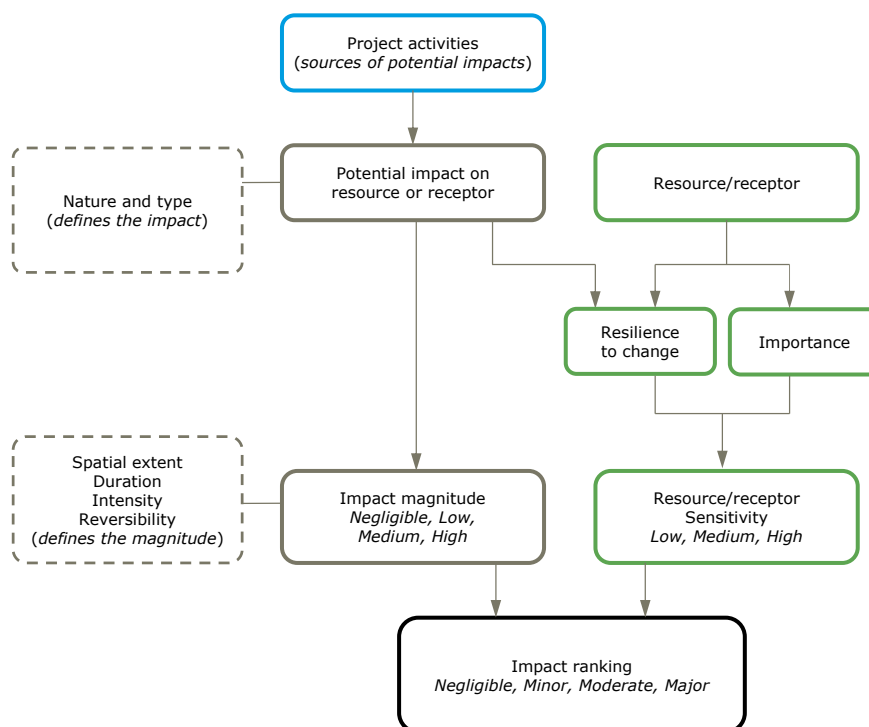 Project activities
(sources of potential impacts)
Nature and type
(defines the impact)
Potential impact on
resource or receptor
Resource/receptor
Resilience
to change
Importance
Spatial extent
Duration
Intensity
Reversibility
(defines the magnitude)
Impact magnitude
Negligible, Low,
Medium, High
Resource/receptor
Sensitivity
Low, Medium, High
Impact ranking
Negligible, Minor, Moderate, Major